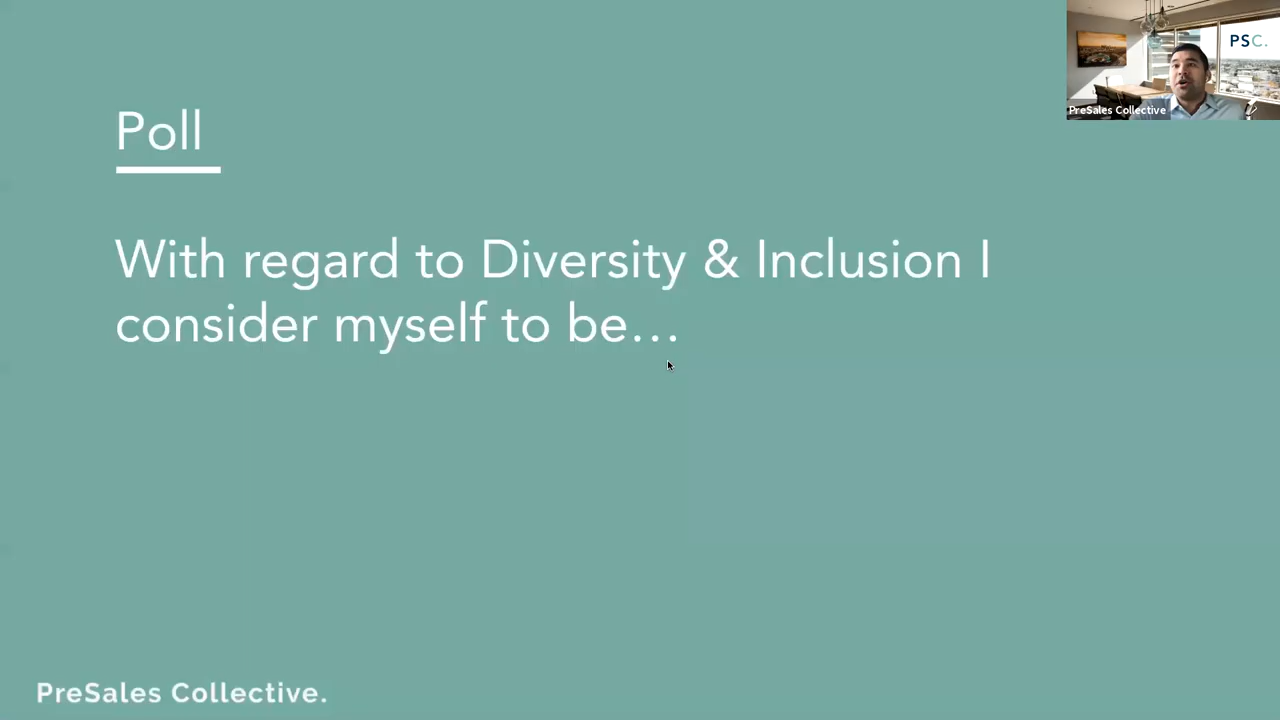 PSC.
PreSales Collective
Poll
With regard to Diversity & Inclusion I
consider myself to be...
PreSales Collective.